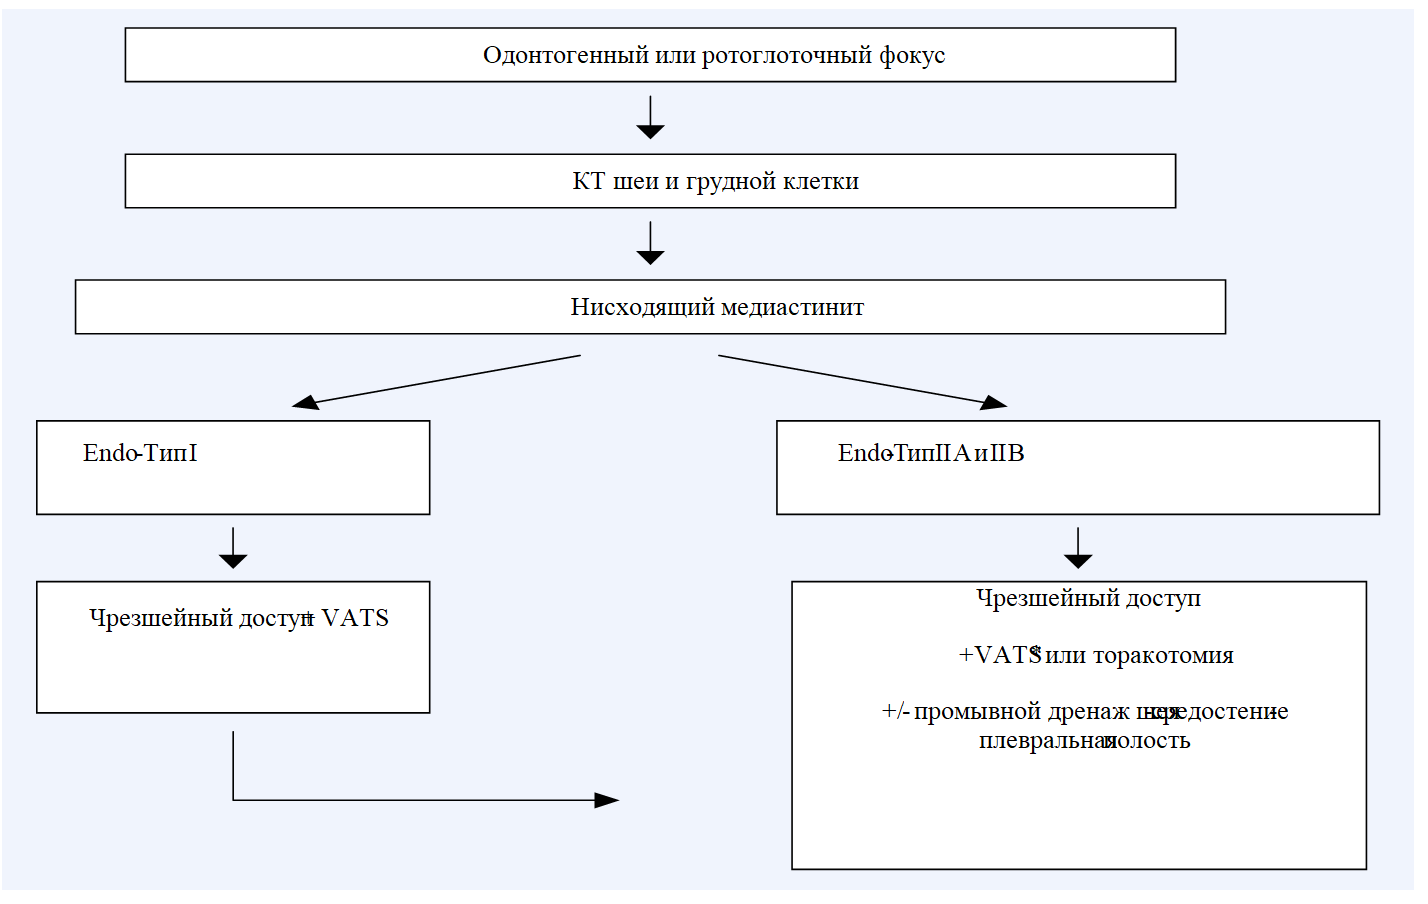 Одонтогенный или ротоглоточный фокус
КТ шеи и грудной клетки
Нисходящий медиастинит
Endo-Тип I
Endo-Тип IIA и IIB
Чрезшейный доступ + VATS
Чрезшейный доступ
+VATS* или торакотомия
+/- промывной дренаж шея-средостение-
плевральная полость